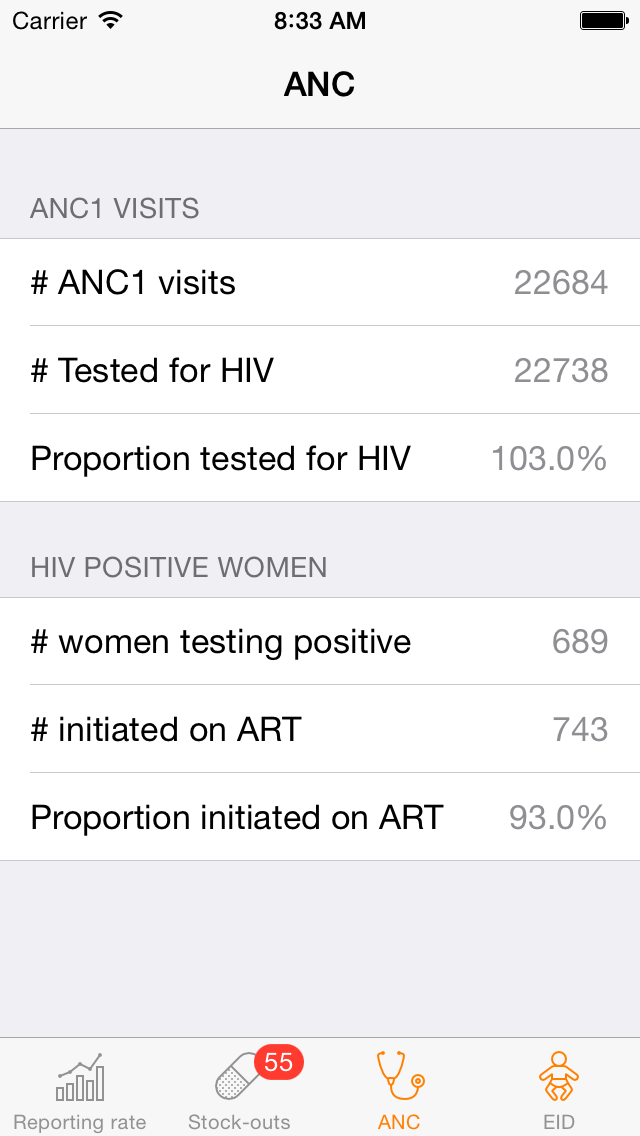 Carrier 8:33 AM
ANC
ANC1 VISITS
# ANC1 visits 22684
# Tested for HIV 22738
Proportion tested for HIV 103.0%
HIV POSITIVE WOMEN
# women testing positive 689
# initiated on ART 743
Proportion initiated on ART 93.0%
55
Reporting rate Stock-outs ANC EID